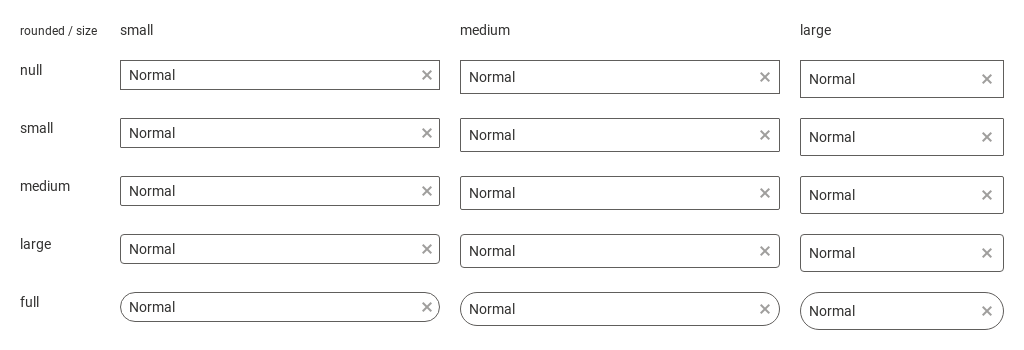 rounded / size small medium large
null Normal Normal Normal
small Normal Normal Normal
medium Normal Normal Normal
large Normal Normal Normal
full Normal Normal Normal